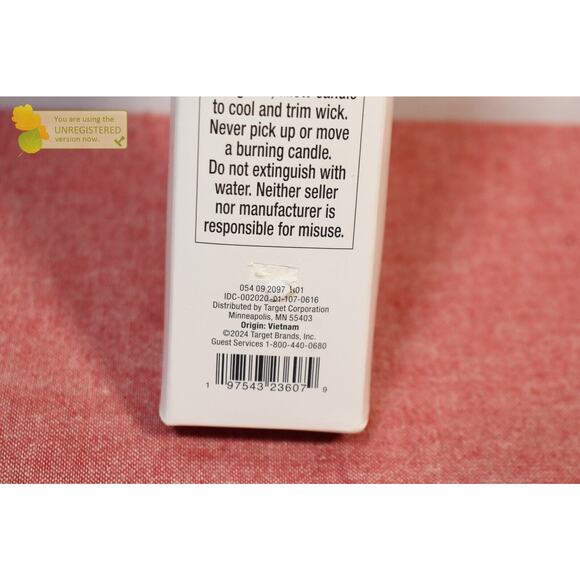 You are using the
UNREGISTERED
version now.
candle
to cool and trim wick.
Never pick up or move
a burning candle.
Do not extinguish with
water. Neither seller
nor manufacturer is
responsible for misuse.
054 09 2097 R01
IDC-002020-01-107-0616
Distributed by Target Corporation
Minneapolis, MN 55403
Origin: Vietnam
©2024 Target Brands, Inc.
Guest Services 1-800-440-0680
1 97543 23607 9